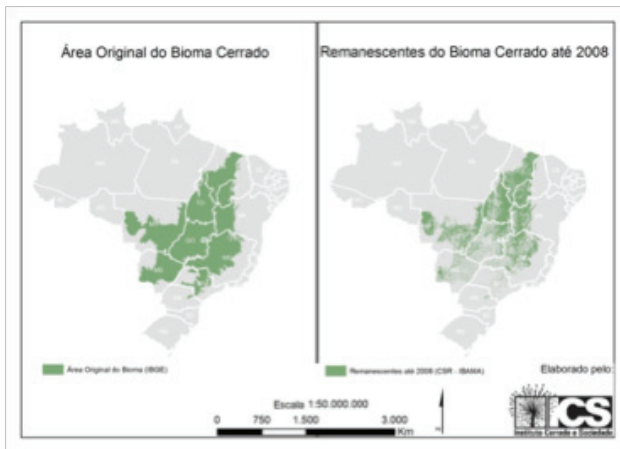 Área Original do Bioma Cerrado
Remanescentes do Bioma Cerrado até 2008
Área Original do Bioma (IBGE)
Remanescentes até 2008 (CSR - IBAMA)
Elaborado pelo:
Escala 1:50.000.000
0 750 1.500 3.000
Km
ICS
Instituto Cerrado e Sociedade